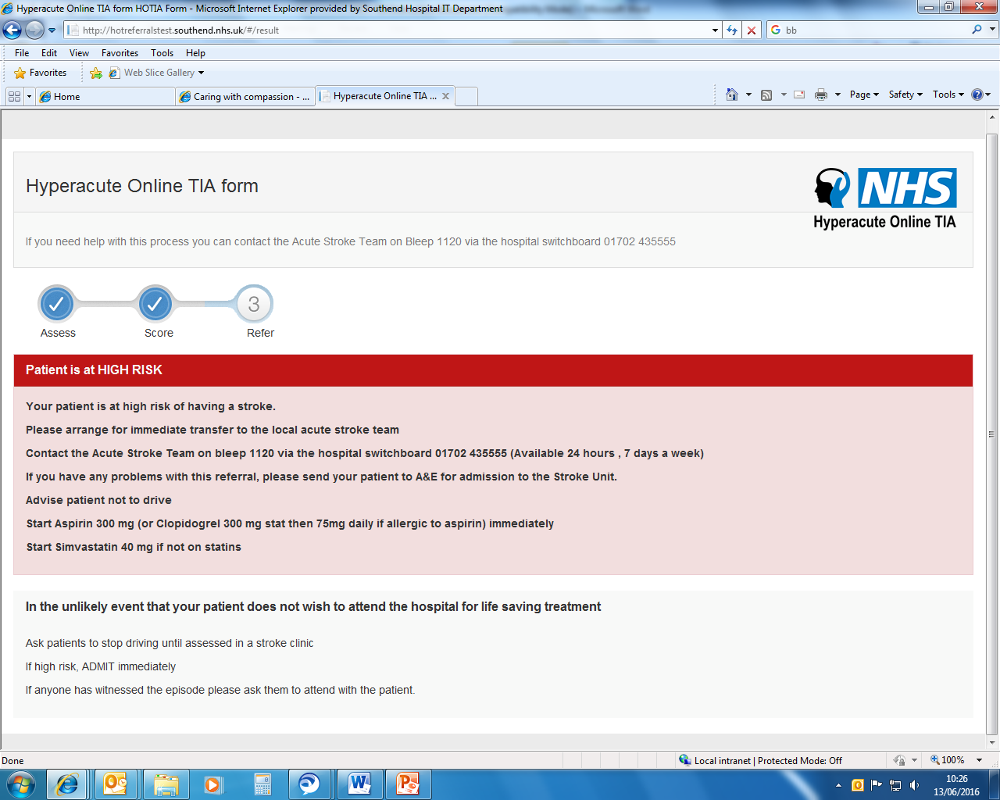 Hyperacute Online TIA form HOTIA Form - Microsoft Internet Explorer provided by Southend Hospital IT Department
http://hotreferralstest.southend.nhs.uk/#/result
bb
File Edit View Favorites Tools Help
Favorites Web Slice Gallery
Home Caring with compassion - ... Hyperacute Online TIA ... Page Safety Tools
Hyperacute Online TIA form
NHS
Hyperacute Online TIA
If you need help with this process you can contact the Acute Stroke Team on Bleep 1120 via the hospital switchboard 01702 435555
3
Assess Score Refer
Patient is at HIGH RISK
Your patient is at high risk of having a stroke.
Please arrange for immediate transfer to the local acute stroke team
Contact the Acute Stroke Team on bleep 1120 via the hospital switchboard 01702 435555 (Available 24 hours , 7 days a week)
If you have any problems with this referral, please send your patient to A&E for admission to the Stroke Unit.
Advise patient not to drive
Start Aspirin 300 mg (or Clopidogrel 300 mg stat then 75mg daily if allergic to aspirin) immediately
Start Simvastatin 40 mg if not on statins
In the unlikely event that your patient does not wish to attend the hospital for life saving treatment
Ask patients to stop driving until assessed in a stroke clinic
If high risk, ADMIT immediately
If anyone has witnessed the episode please ask them to attend with the patient.
Done Local intranet | Protected Mode: Off 100%
10:26
13/06/2016